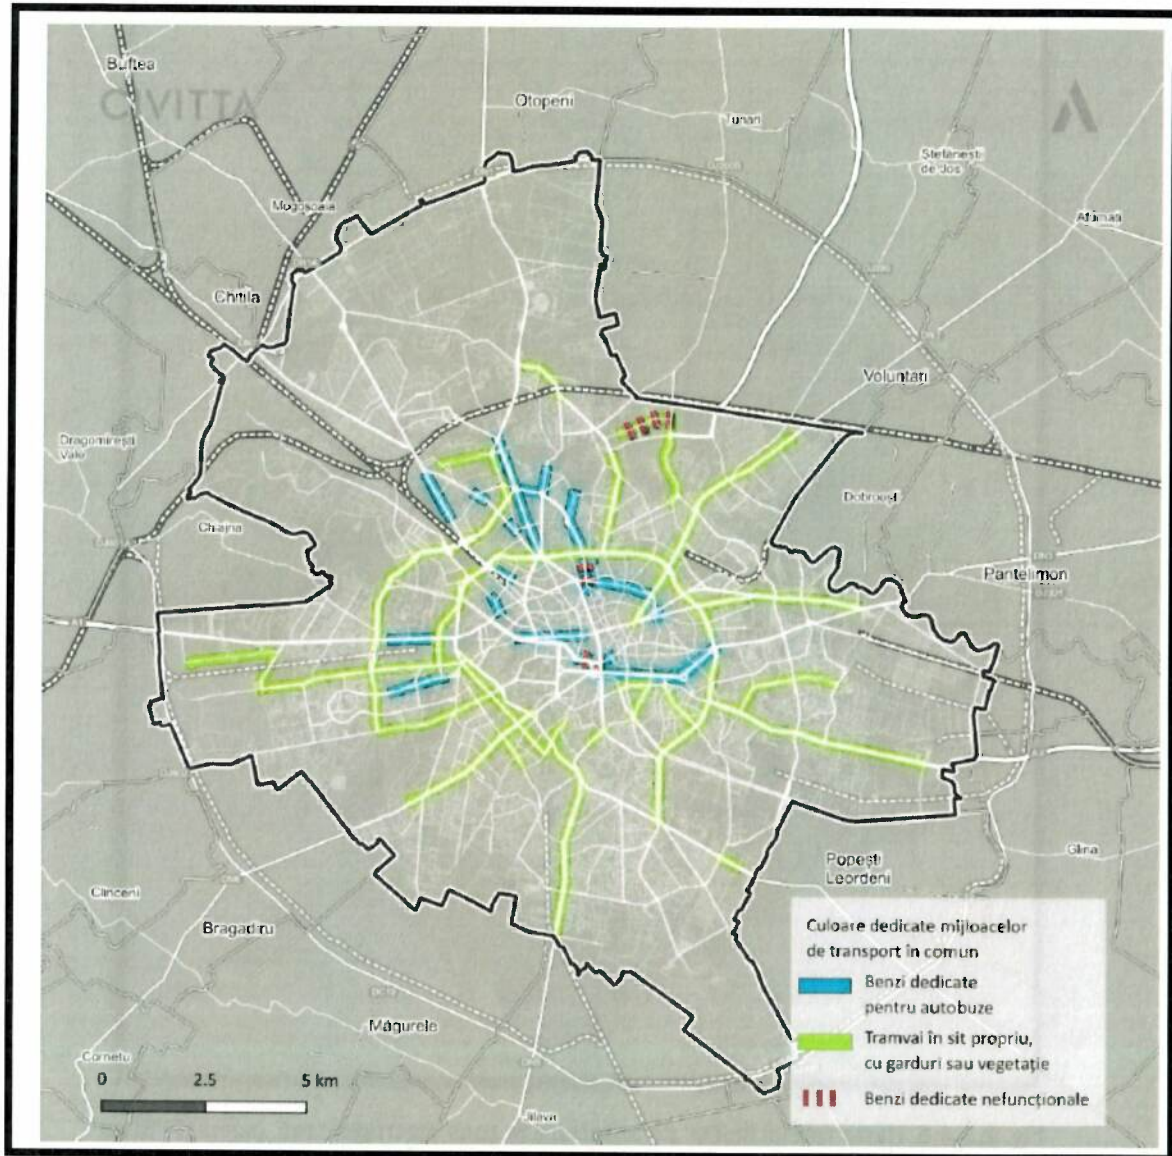 Buftea
CIVITTA
Otopeni
Tunari
Ștefănești
de Jos
Mogoșoaia
Afumați
Chitila
Voluntari
Dragomirești
Vale
Dobroești
Chiajna
Pantelimon
Popești
Leordeni
Glina
Clinceni
Bragadiru
Măgurele
Cornetu
Jilava
0 2.5 5 km
Culoare dedicate mijloacelor
de transport în comun
Benzi dedicate
pentru autobuze
Tramvai în sit propriu,
cu garduri sau vegetație
Benzi dedicate nefuncționale